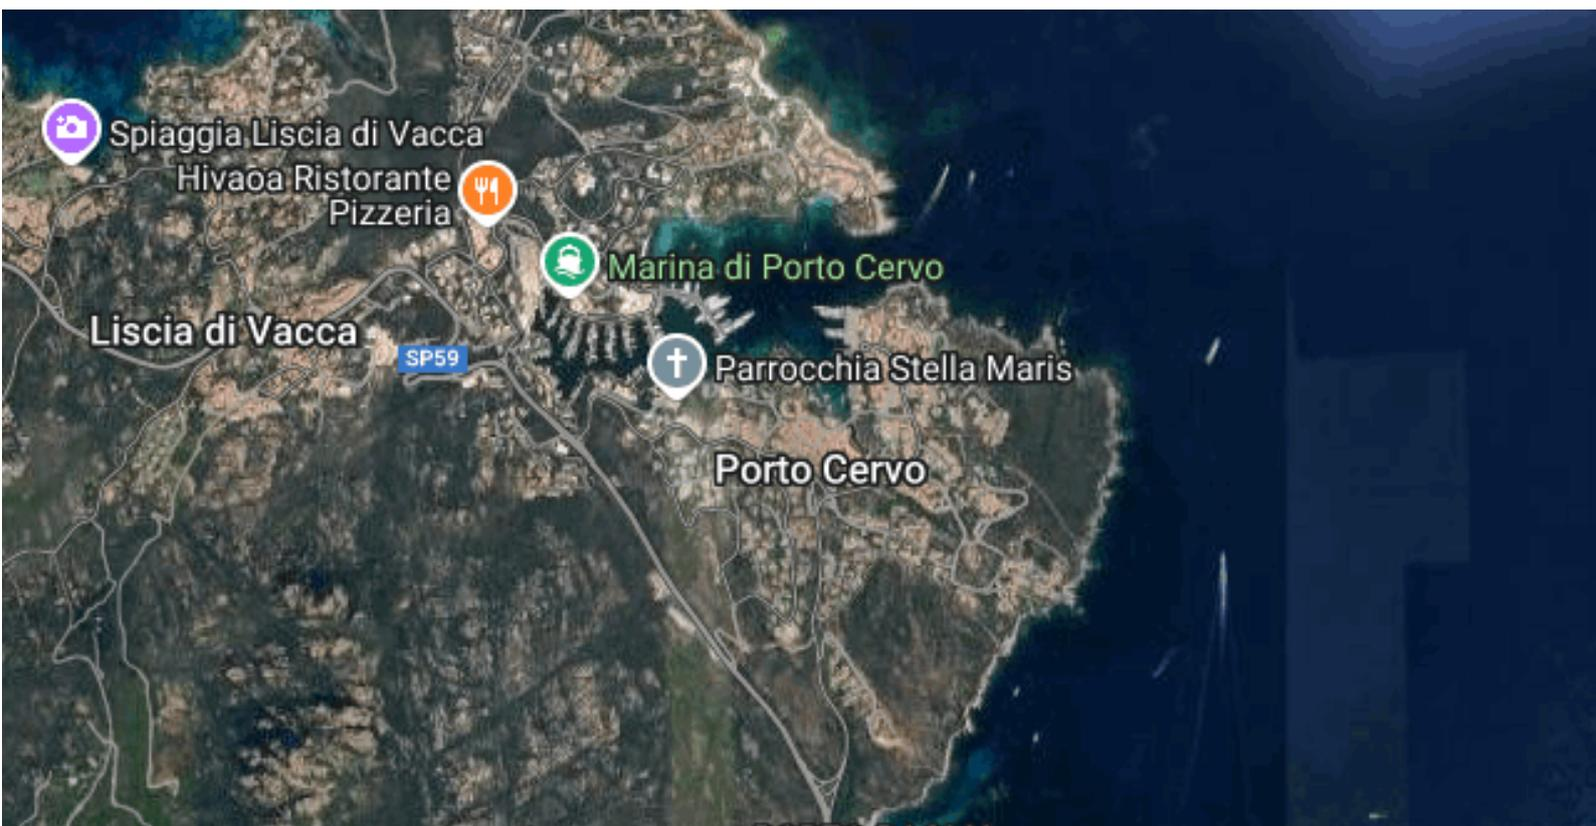 Spiaggia Liscia di Vacca
Hivaoa Ristorante
Pizzeria
Marina di Porto Cervo
Liscia di Vacca
SP59
Parrocchia Stella Maris
Porto Cervo